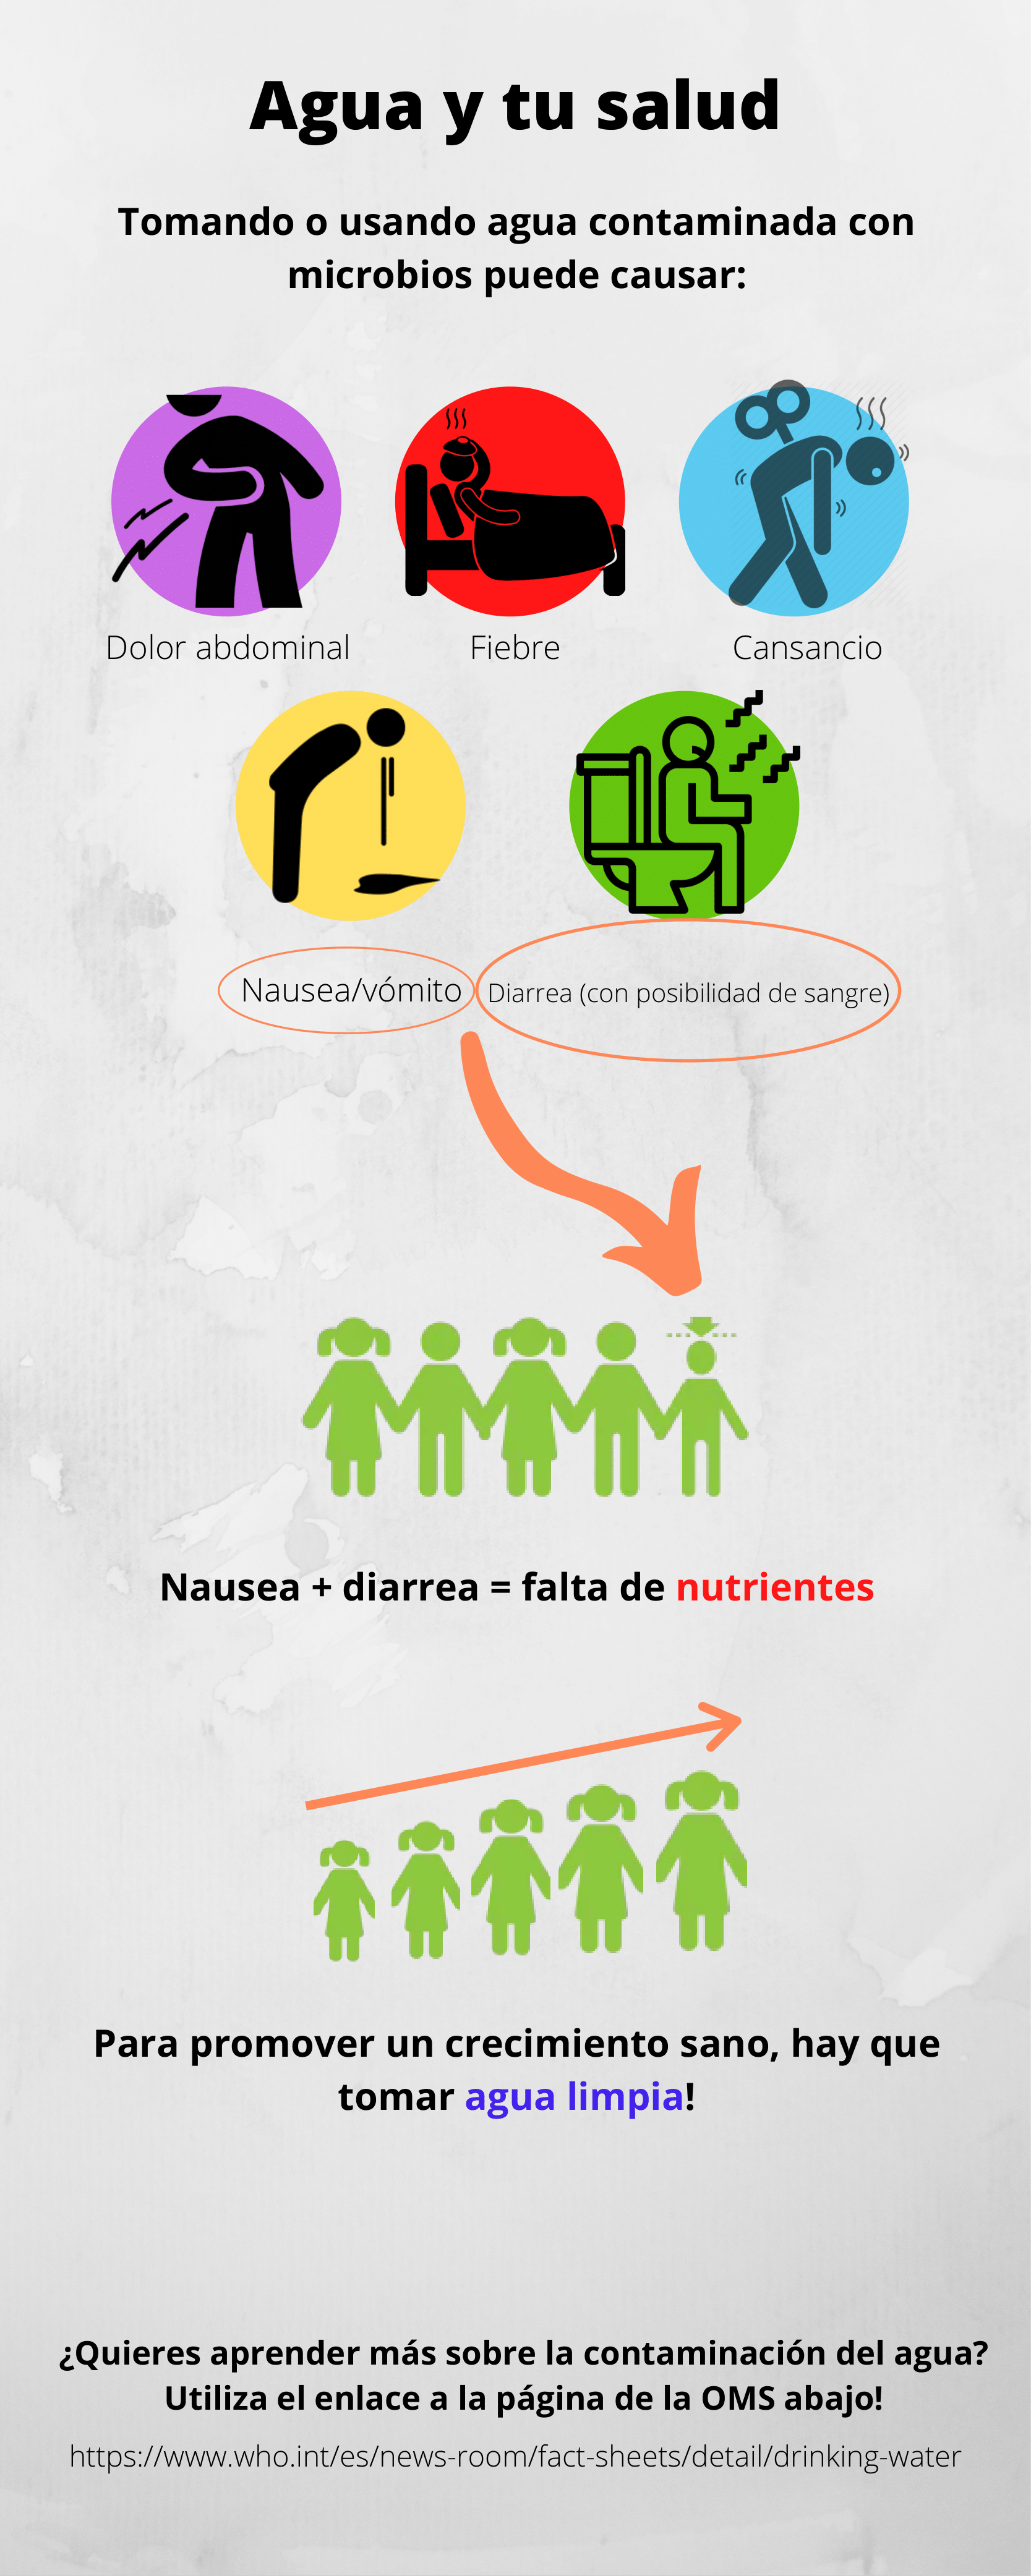 Agua y tu salud
Tomando o usando agua contaminada con
microbios puede causar:
Dolor abdominal
Fiebre
Cansancio
Nausea/vómito
Diarrea (con posibilidad de sangre)
Nausea + diarrea = falta de nutrientes
Para promover un crecimiento sano, hay que
tomar agua limpia!
¿Quieres aprender más sobre la contaminación del agua?
Utiliza el enlace a la página de la OMS abajo!
https://www.who.int/es/news-room/fact-sheets/detail/drinking-water